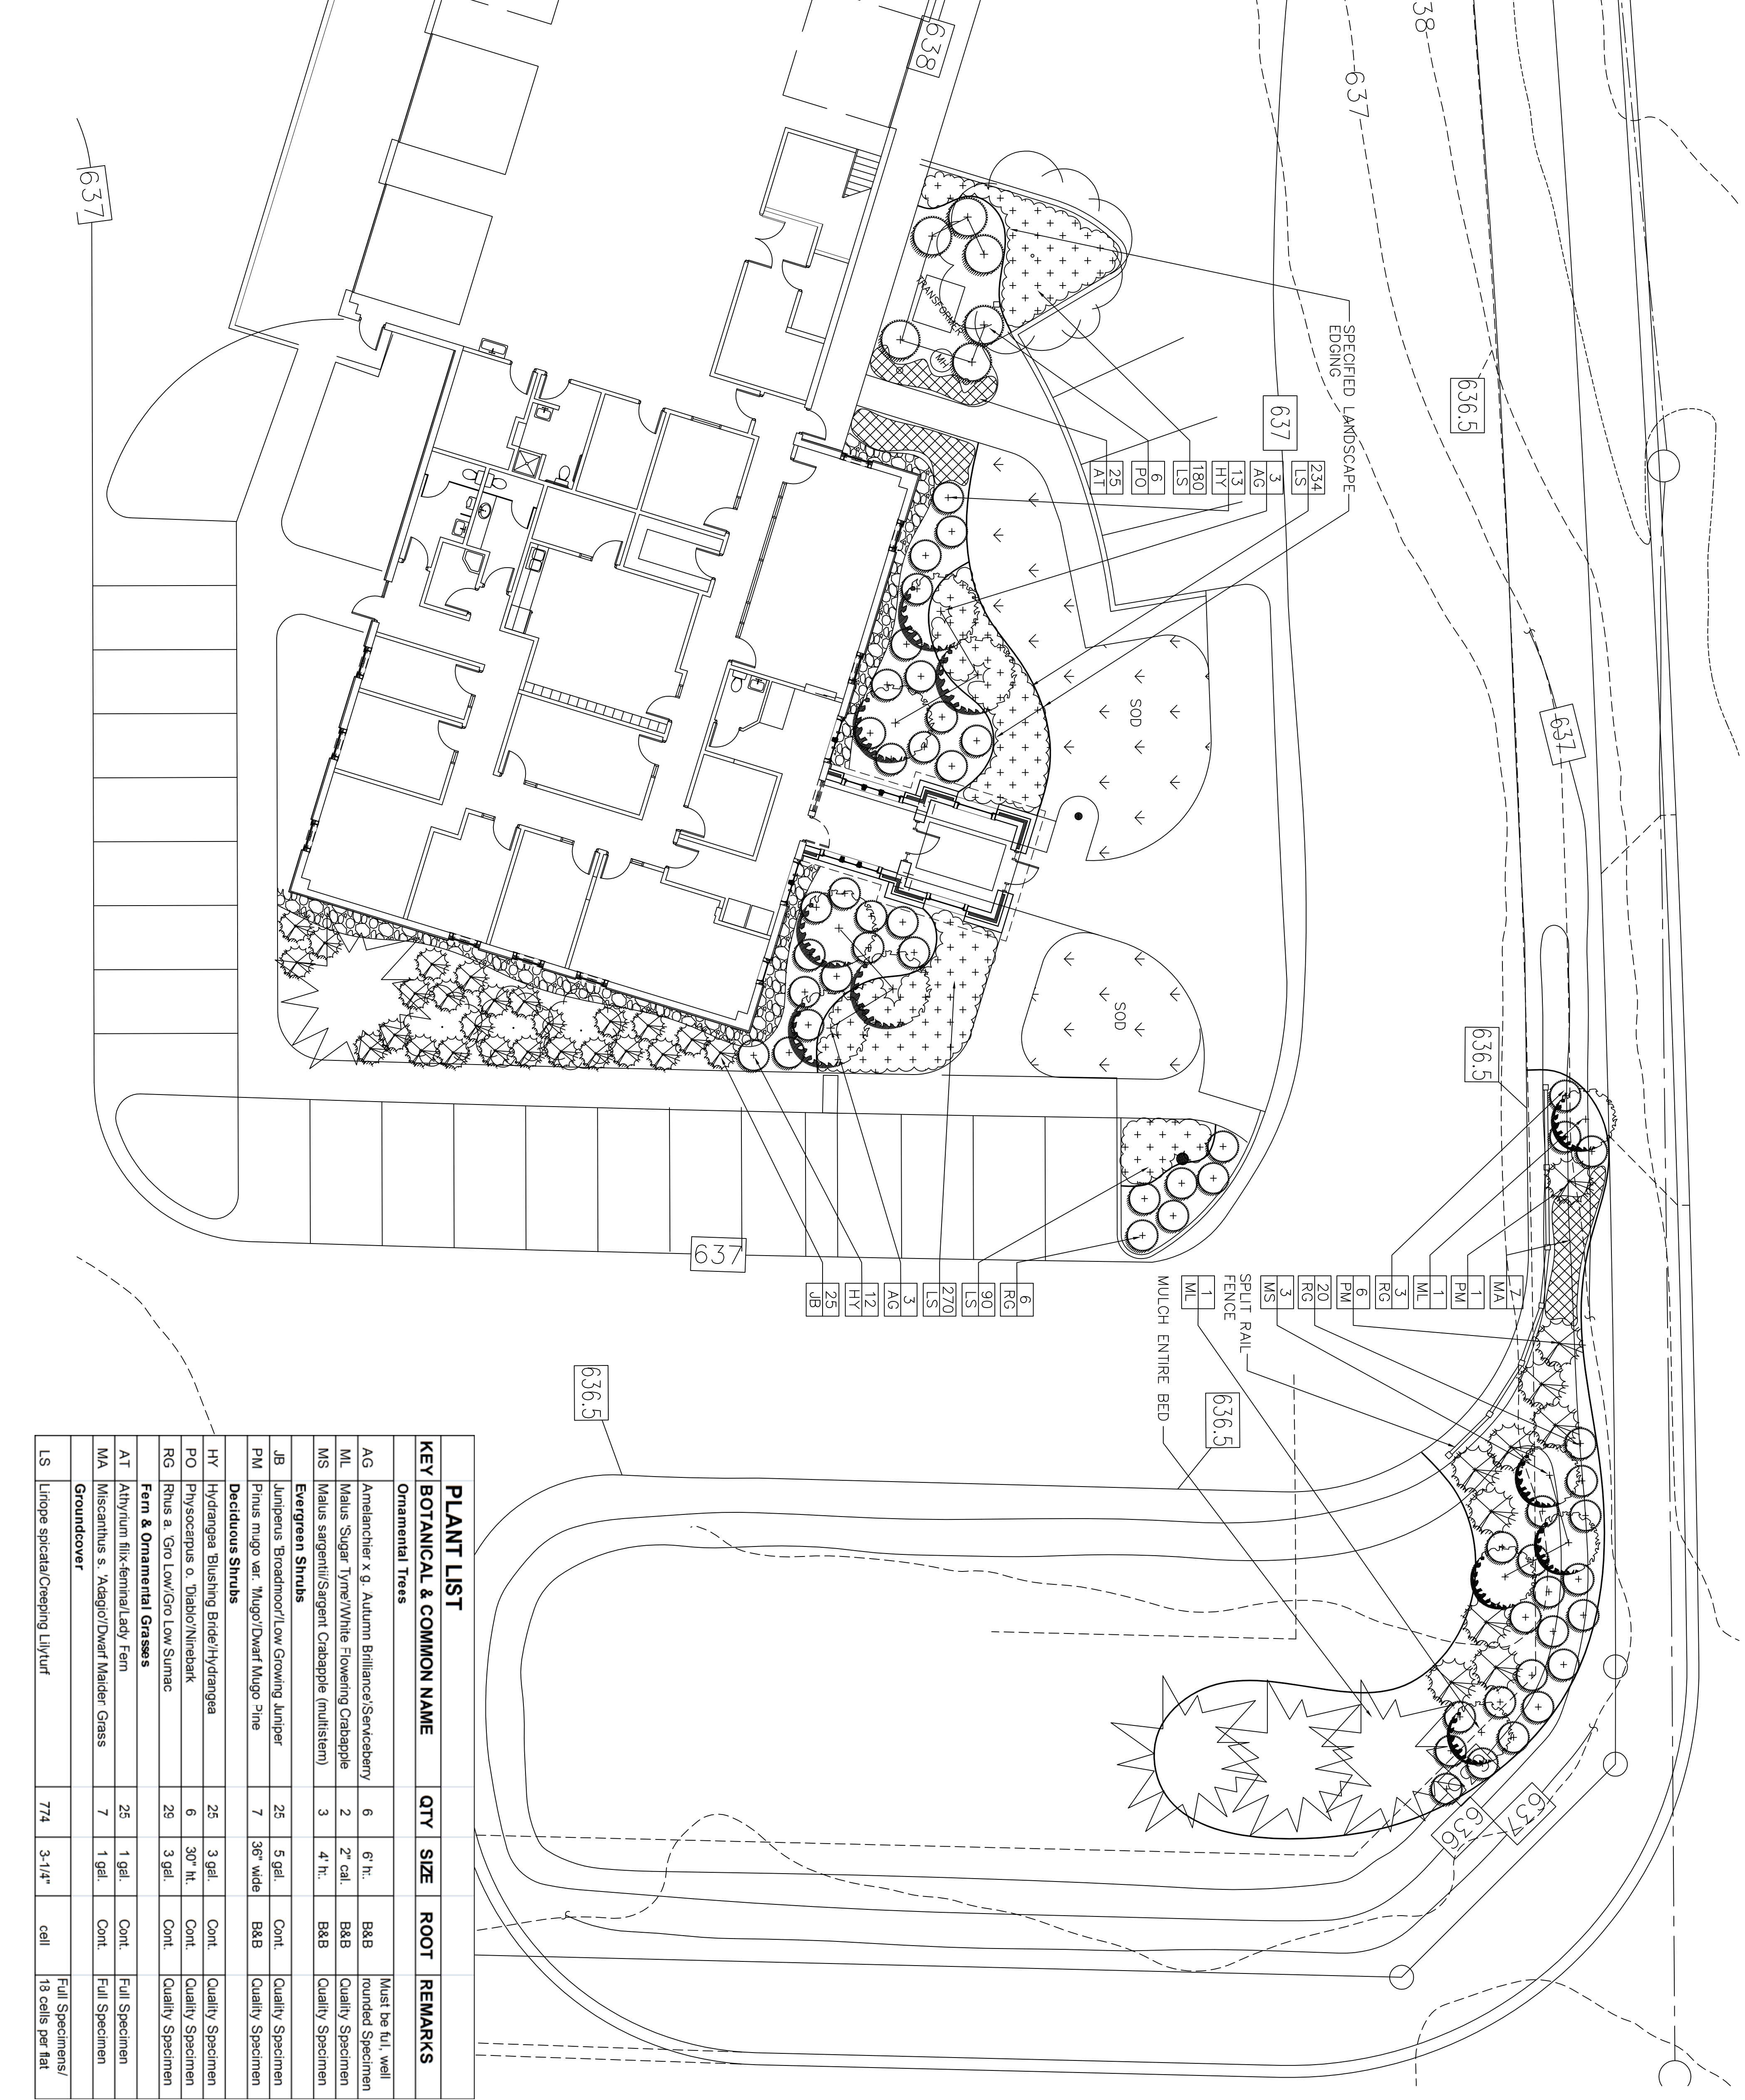 638
637
637
38
636.5
TRANSFORMER
MH
SPECIFIED LANDSCAPE
EDGING
637
234
LS
3
AG
13
HY
180
LS
6
PO
25
AT
SOD
637
SOD
636.5
637
6
RG
90
LS
270
LS
3
AG
12
HY
25
JB
7
MA
1
PM
1
ML
3
RG
6
PM
20
RG
3
MS
SPLIT RAIL
FENCE
1
ML
MULCH ENTIRE BED
636.5
636.5
636
637
PLANT LIST
KEY BOTANICAL & COMMON NAME QTY SIZE ROOT REMARKS
Ornamental Trees
AG Amelanchier x g. Autumn Brilliance'/Serviceberry 6 6' ht. B&B Must be full, well
rounded Specimen
ML Malus 'Sugar Tyme'/White Flowering Crabapple 2 2" cal. B&B Quality Specimen
MS Malus sargentii/Sargent Crabapple (multistem) 3 4' ht. B&B Quality Specimen
Evergreen Shrubs
JB Juniperus 'Broadmoor'/Low Growing Juniper 25 5 gal. Cont. Quality Specimen
PM Pinus mugo var. 'Mugo'/Dwarf Mugo Pine 7 36" wide B&B Quality Specimen
Deciduous Shrubs
HY Hydrangea 'Blushing Bride'/Hydrangea 25 3 gal. Cont. Quality Specimen
PO Physocarpus o. 'Diablo'/Ninebark 6 30" ht. Cont. Quality Specimen
RG Rhus a. 'Gro Low'/Gro Low Sumac 29 3 gal. Cont. Quality Specimen
Fern & Ornamental Grasses
AT Athyrium filix-femina/Lady Fern 25 1 gal. Cont. Full Specimen
MA Miscanthus s. 'Adagio'/Dwarf Maider Grass 7 1 gal. Cont. Full Specimen
Groundcover
LS Liriope spicata/Creeping Lilyturf 774 3-1/4" cell Full Specimens/
18 cells per flat